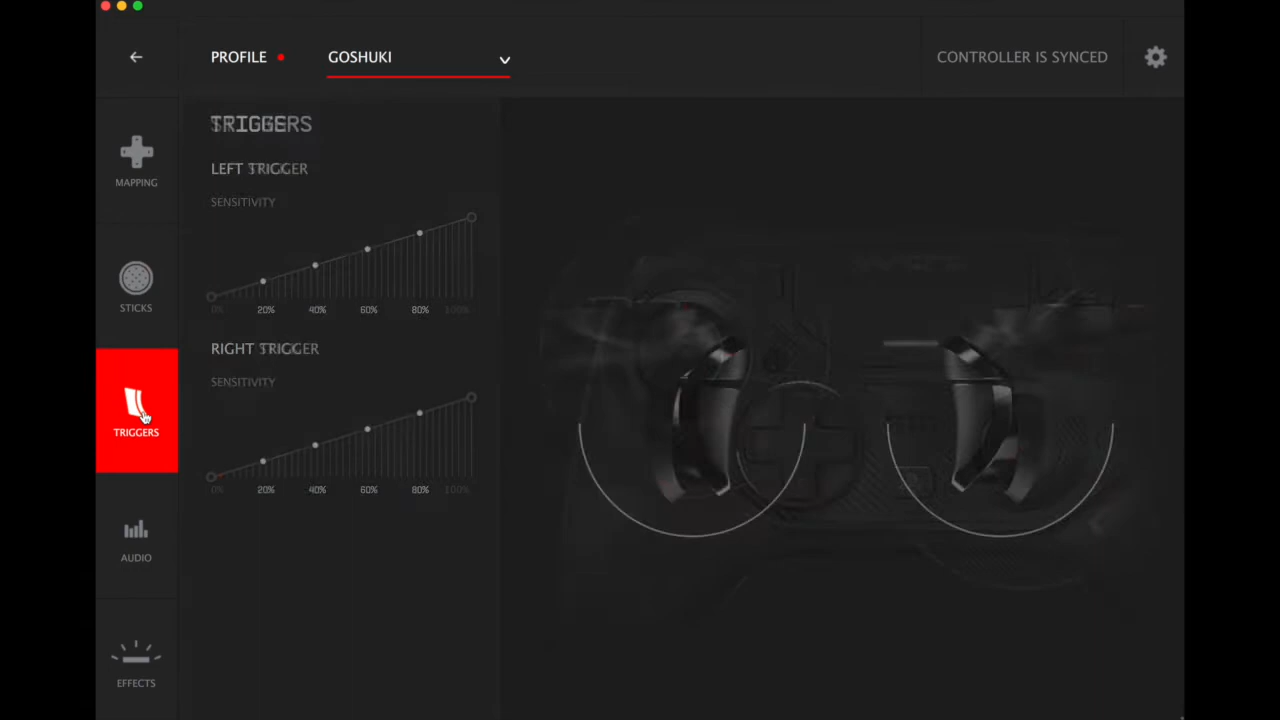 PROFILE
GOSHUKI
CONTROLLER IS SYNCED
MAPPING
STICKS
TRIGGERS
AUDIO
EFFECTS
TRIGGERS
LEFT TRIGGER
SENSITIVITY
0% 20% 40% 60% 80% 100%
RIGHT TRIGGER
SENSITIVITY
0% 20% 40% 60% 80% 100%